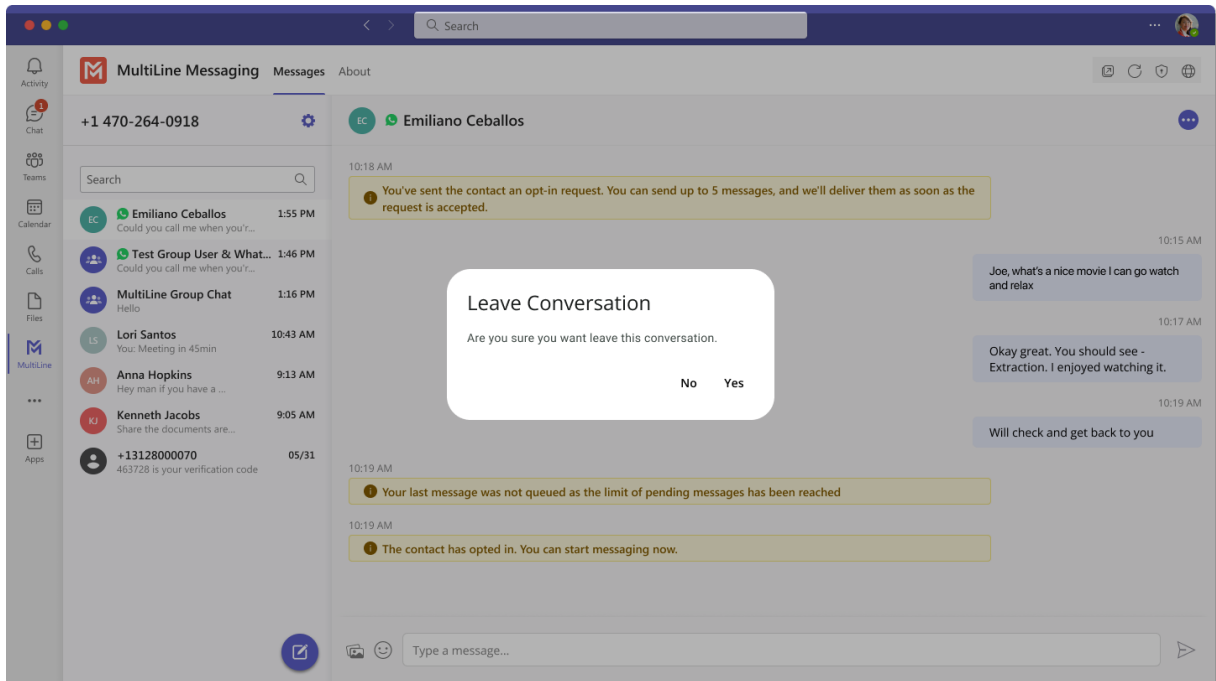 Search
Activity
MultiLine Messaging
Messages
About
1
Chat
+1 470-264-0918
EC
Emiliano Ceballos
Teams
10:18 AM
You've sent the contact an opt-in request. You can send up to 5 messages, and we'll deliver them as soon as the
request is accepted.
Search
Calendar
EC
Emiliano Ceballos
1:55 PM
Could you call me when you'r...
10:15 AM
Joe, what's a nice movie I can go watch
and relax
Test Group User & What...
1:46 PM
Could you call me when you'r...
Calls
MultiLine Group Chat
1:16 PM
Hello
Files
10:17 AM
Okay great. You should see -
Extraction. I enjoyed watching it.
Leave Conversation
Are you sure you want leave this conversation.
No
Yes
LS
Lori Santos
10:43 AM
You: Meeting in 45min
MultiLine
AH
Anna Hopkins
9:13 AM
Hey man if you have a ...
10:19 AM
Will check and get back to you
KJ
Kenneth Jacobs
9:05 AM
Share the documents are...
Apps
+13128000070
05/31
463728 is your verification code
10:19 AM
Your last message was not queued as the limit of pending messages has been reached
10:19 AM
The contact has opted in. You can start messaging now.
Type a message...